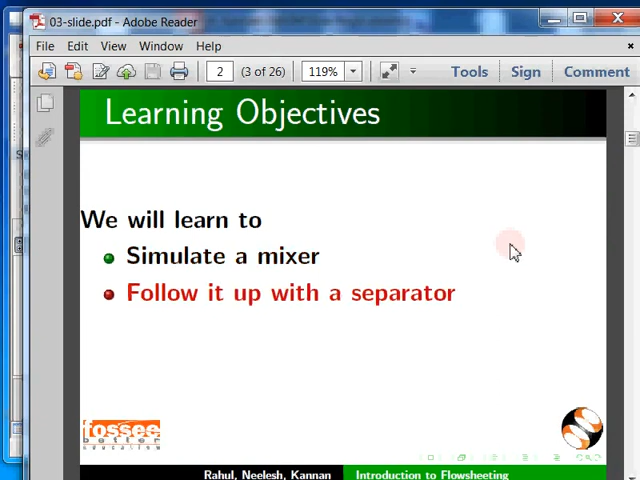 03-slide.pdf - Adobe Reader
File Edit View Window Help
2 (3 of 26) 119% Tools Sign Comment
Learning Objectives
We will learn to
Simulate a mixer
Follow it up with a separator
fossee
better
education
Rahul, Neelesh, Kannan Introduction to Flowsheeting